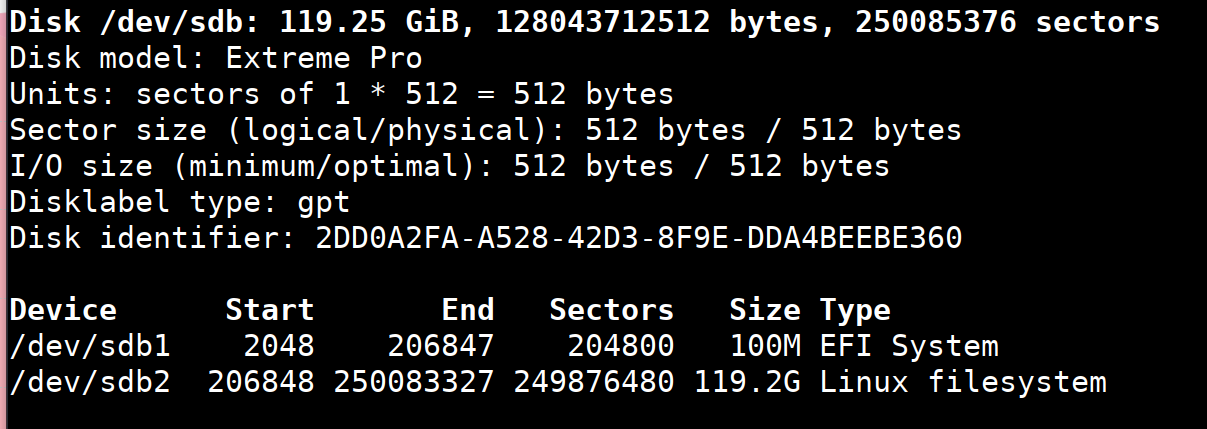 Disk /dev/sdb: 119.25 GiB, 128043712512 bytes, 250085376 sectors
Disk model: Extreme Pro
Units: sectors of 1 * 512 = 512 bytes
Sector size (logical/physical): 512 bytes / 512 bytes
I/O size (minimum/optimal): 512 bytes / 512 bytes
Disklabel type: gpt
Disk identifier: 2DD0A2FA-A528-42D3-8F9E-DDA4BEEBE360

Device      Start       End   Sectors   Size Type
/dev/sdb1    2048    206847    204800   100M EFI System
/dev/sdb2  206848 250083327 249876480 119.2G Linux filesystem